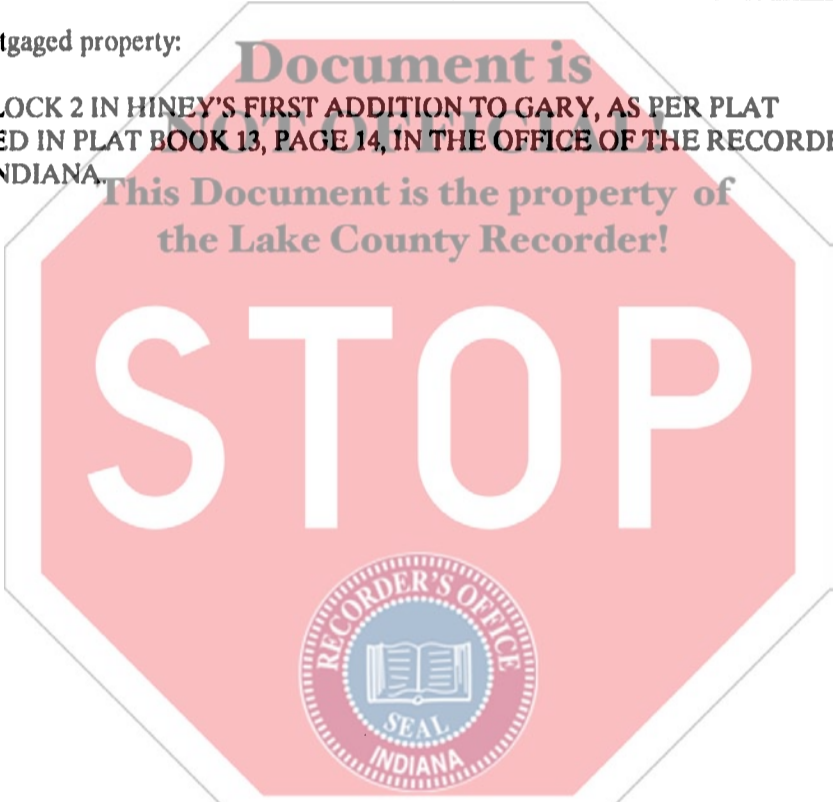 tgaged property:
Document is
LOCK 2 IN HINEY'S FIRST ADDITION TO GARY, AS PER PLAT
NOT OFFICIAL!
ED IN PLAT BOOK 13, PAGE 14, IN THE OFFICE OF THE RECORDE
NDIANA.
This Document is the property of
the Lake County Recorder!
STOP
RECORDER'S OFFICE
SEAL
INDIANA